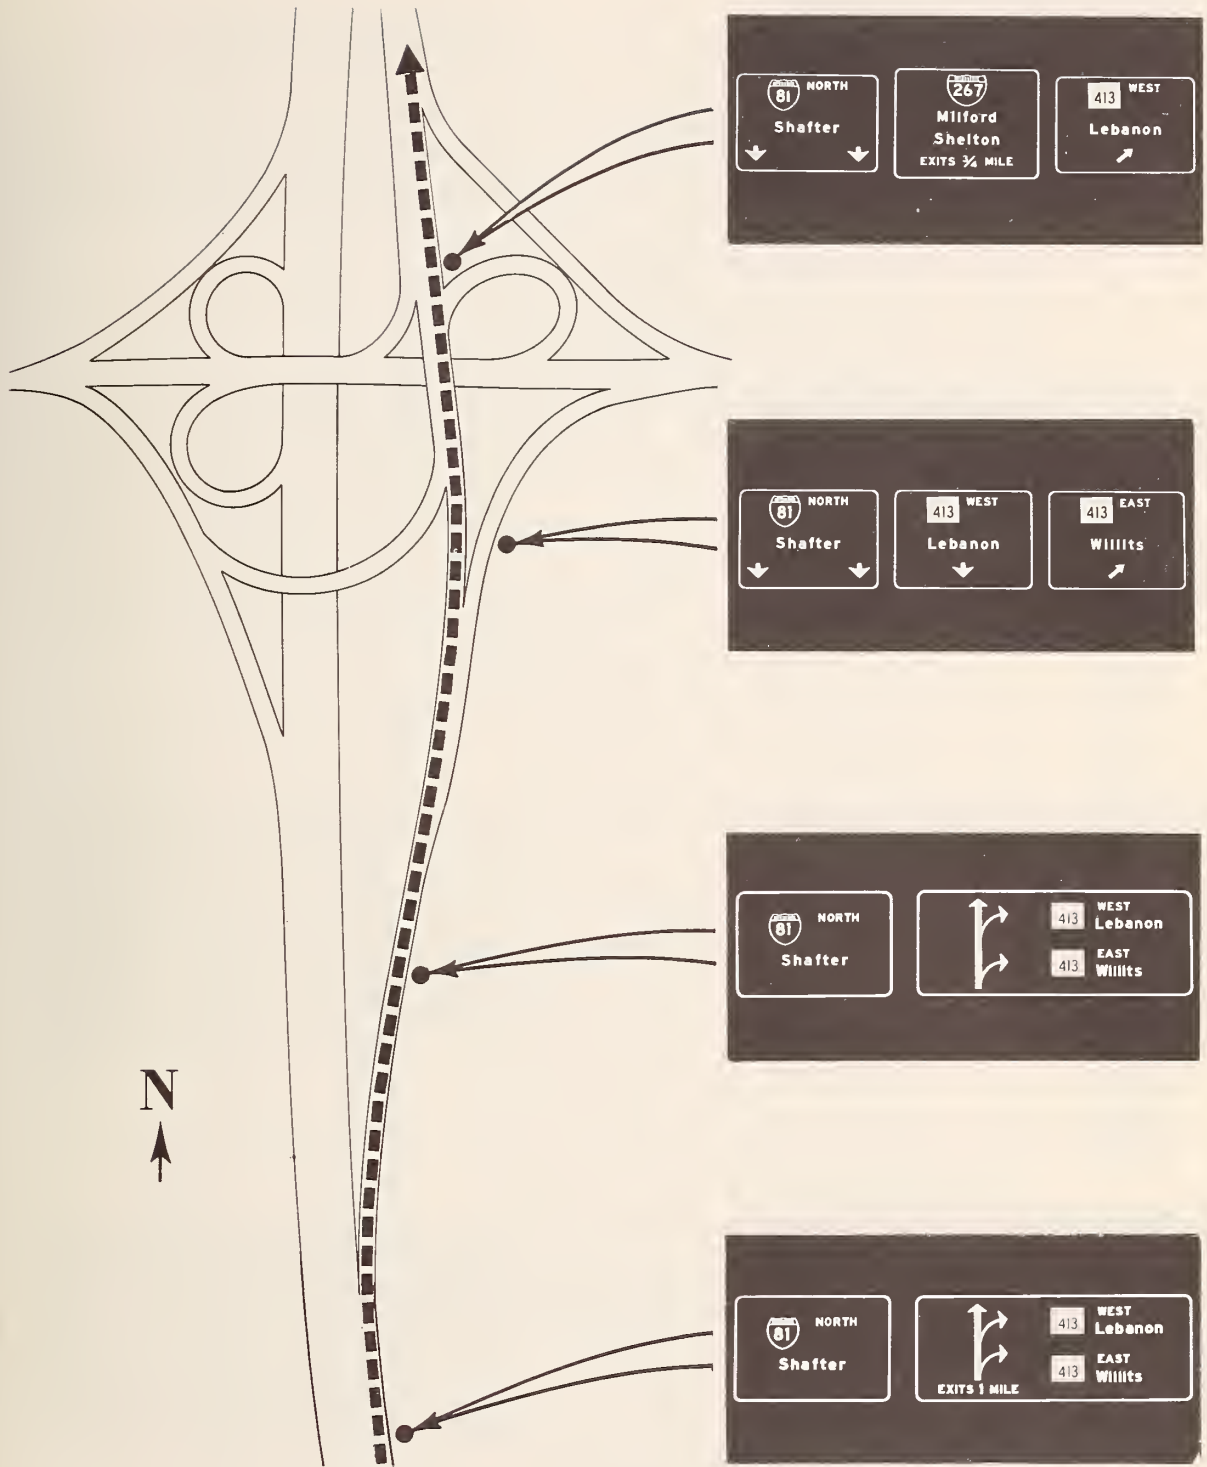 81 NORTH
Shafter
267
Milford
Shelton
EXITS ¾ MILE
413 WEST
Lebanon
81 NORTH
Shafter
413 WEST
Lebanon
413 EAST
Willits
81 NORTH
Shafter
413 WEST
Lebanon
413 EAST
Willits
N
81 NORTH
Shafter
EXITS 1 MILE
413 WEST
Lebanon
413 EAST
Willits